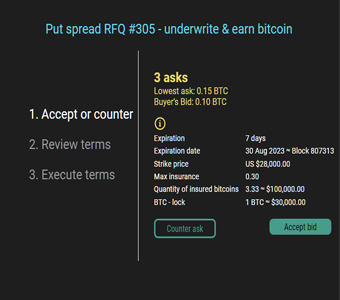 Put spread RFQ #305 - underwrite & earn bitcoin
1. Accept or counter
2. Review terms
3. Execute terms
3 asks
Lowest ask: 0.15 BTC
Buyer's Bid: 0.10 BTC
Expiration 7 days
Expiration date 30 Aug 2023 ~ Block 807313
Strike price US $28,000.00
Max insurance 0.30
Quantity of insured bitcoins 3.33 ~ $100,000.00
BTC - lock 1 BTC ~ $30,000.00
Counter ask
Accept bid